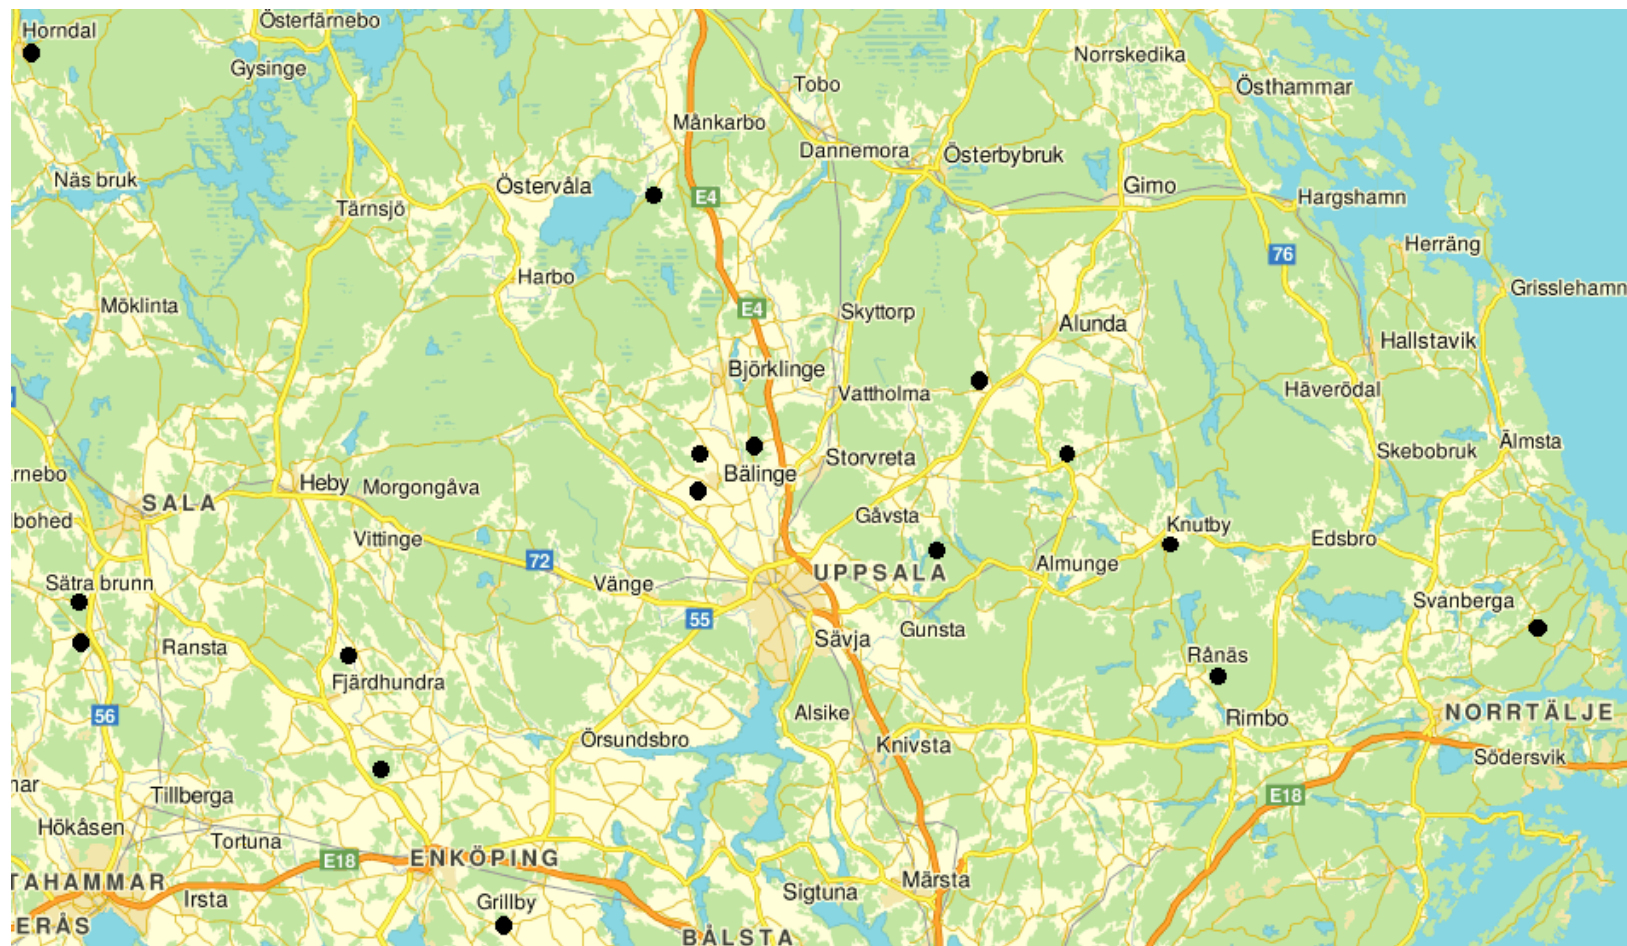 Horndal
Österfärnebo
Gysinge
Norrskedika
Tobo
Östhammar
Månkarbo
Dannemora
Österbybruk
Näs bruk
Östervåla
Gimo
E4
Hargshamn
Tärnsjö
Herräng
76
Harbo
Grisslehamn
Möklinta
E4
Skyttorp
Alunda
Hallstavik
Björklinge
Häverödal
Vattholma
Älmsta
Skebobruk
Storvreta
ärnebo
Bälinge
Heby
Morgongåva
SALA
bohed
Gåvsta
Knutby
Vittinge
Edsbro
72
Almunge
UPPSALA
Sätra brunn
Vänge
Svanberga
55
Gunsta
Sävja
Ransta
Rånäs
Fjärdhundra
56
Alsike
NORRTÄLJE
Rimbo
Örsundsbro
Knivsta
Södersvik
nar
Tillberga
E18
Hökåsen
Tortuna
E18
ENKÖPING
TAHAMMAR
Märsta
Sigtuna
Irsta
Grillby
ERÅS
BÅLSTA